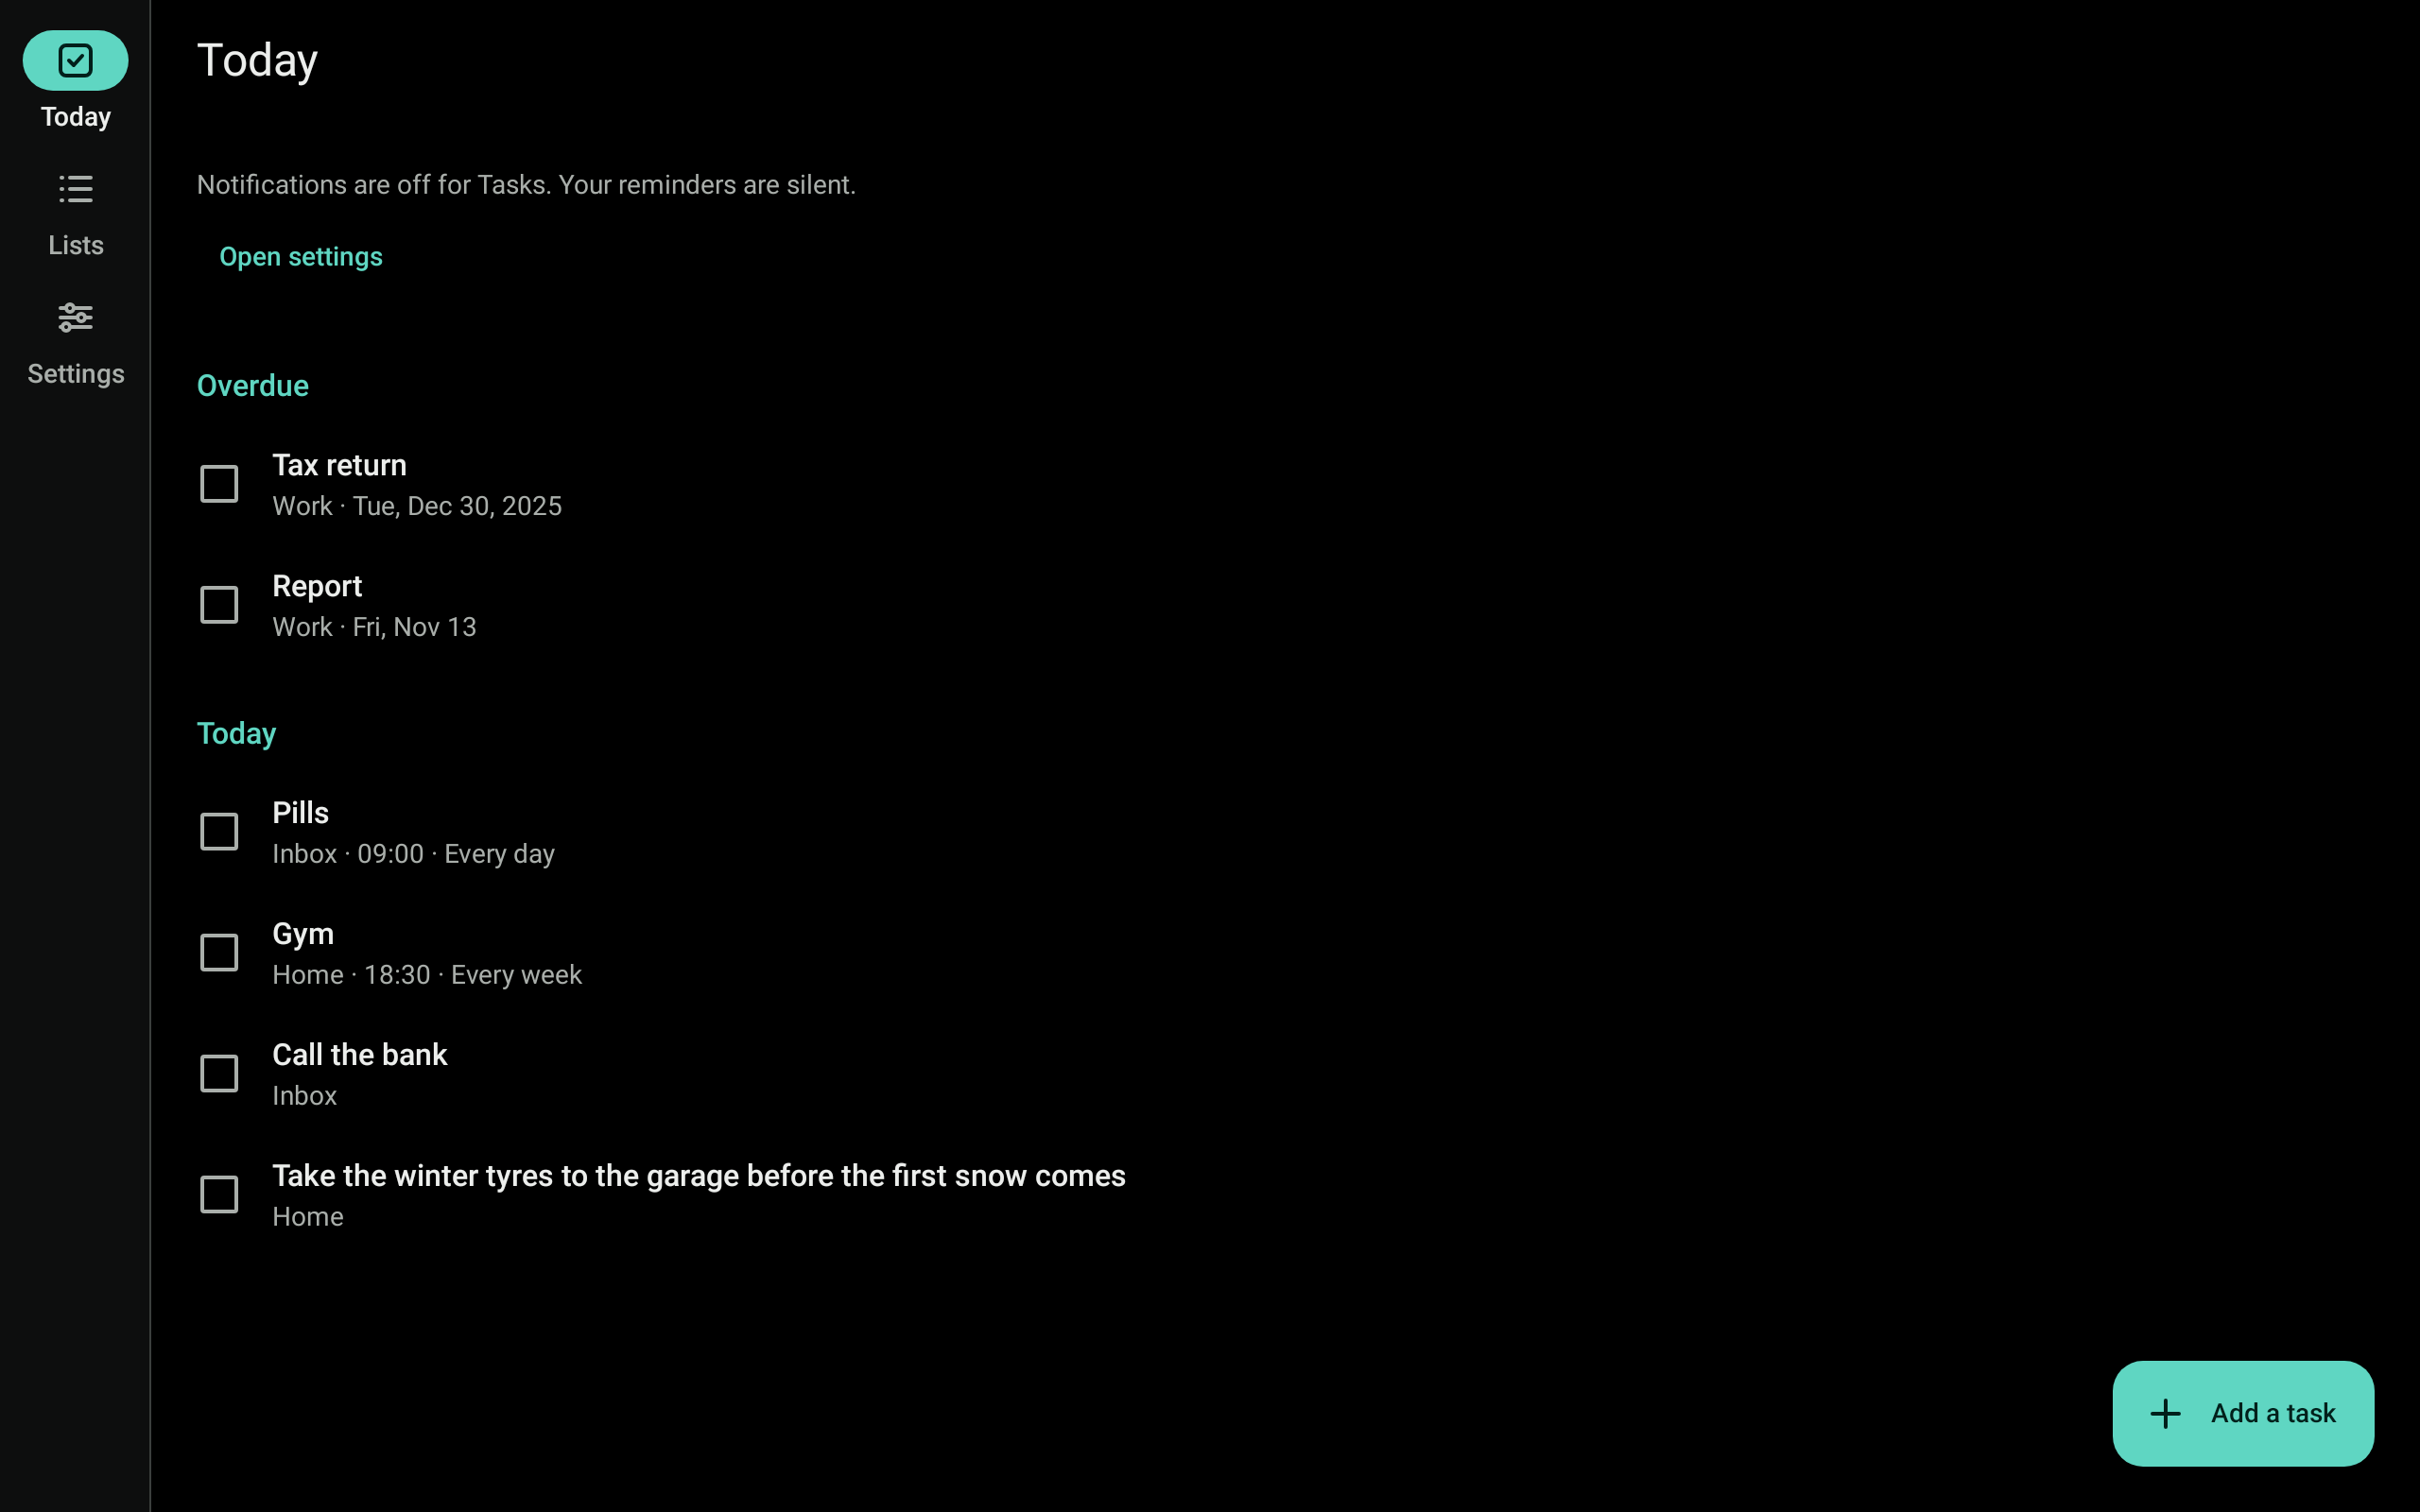 Today
Lists
Settings
Today
Notifications are off for Tasks. Your reminders are silent.
Open settings
Overdue
Tax return
Work · Tue, Dec 30, 2025
Report
Work · Fri, Nov 13
Today
Pills
Inbox · 09:00 · Every day
Gym
Home · 18:30 · Every week
Call the bank
Inbox
Take the winter tyres to the garage before the first snow comes
Home
Add a task